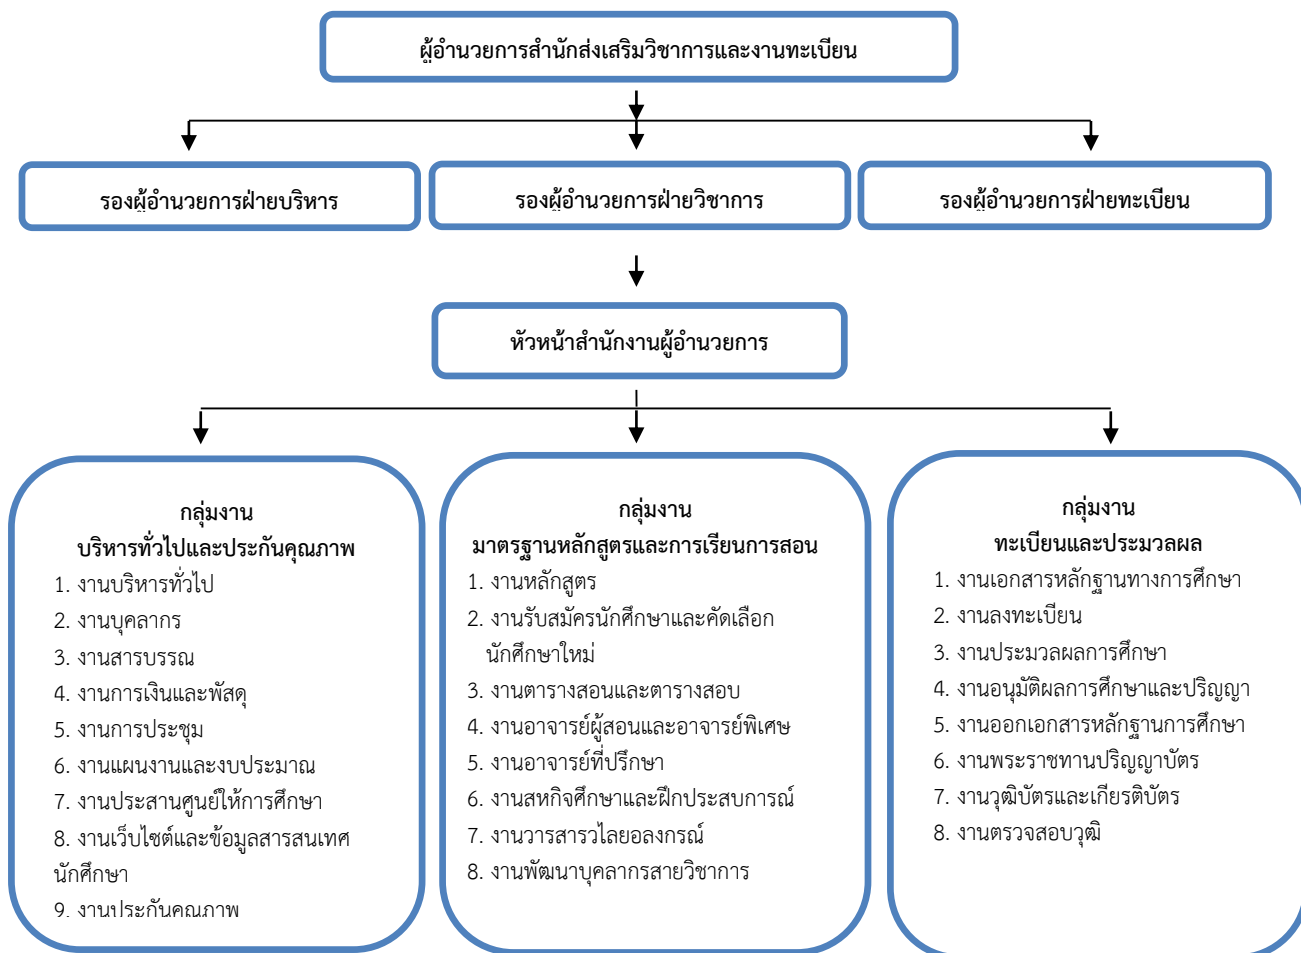 ผู้อำนวยการสำนักส่งเสริมวิชาการและงานทะเบียน
รองผู้อำนวยการฝ่ายบริหาร
รองผู้อำนวยการฝ่ายวิชาการ
รองผู้อำนวยการฝ่ายทะเบียน
หัวหน้าสำนักงานผู้อำนวยการ
กลุ่มงาน
บริหารทั่วไปและประกันคุณภาพ
1. งานบริหารทั่วไป
2. งานบุคลากร
3. งานสารบรรณ
4. งานการเงินและพัสดุ
5. งานการประชุม
6. งานแผนงานและงบประมาณ
7. งานประสานศูนย์ให้การศึกษา
8. งานเว็บไซต์และข้อมูลสารสนเทศ
นักศึกษา
9. งานประกันคุณภาพ
กลุ่มงาน
มาตรฐานหลักสูตรและการเรียนการสอน
1. งานหลักสูตร
2. งานรับสมัครนักศึกษาและคัดเลือก
นักศึกษาใหม่
3. งานตารางสอนและตารางสอบ
4. งานอาจารย์ผู้สอนและอาจารย์พิเศษ
5. งานอาจารย์ที่ปรึกษา
6. งานสหกิจศึกษาและฝึกประสบการณ์
7. งานวารสารวไลยอลงกรณ์
8. งานพัฒนาบุคลากรสายวิชาการ
กลุ่มงาน
ทะเบียนและประมวลผล
1. งานเอกสารหลักฐานทางการศึกษา
2. งานลงทะเบียน
3. งานประมวลผลการศึกษา
4. งานอนุมัติผลการศึกษาและปริญญา
5. งานออกเอกสารหลักฐานการศึกษา
6. งานพระราชทานปริญญาบัตร
7. งานวุฒิบัตรและเกียรติบัตร
8. งานตรวจสอบวุฒิ